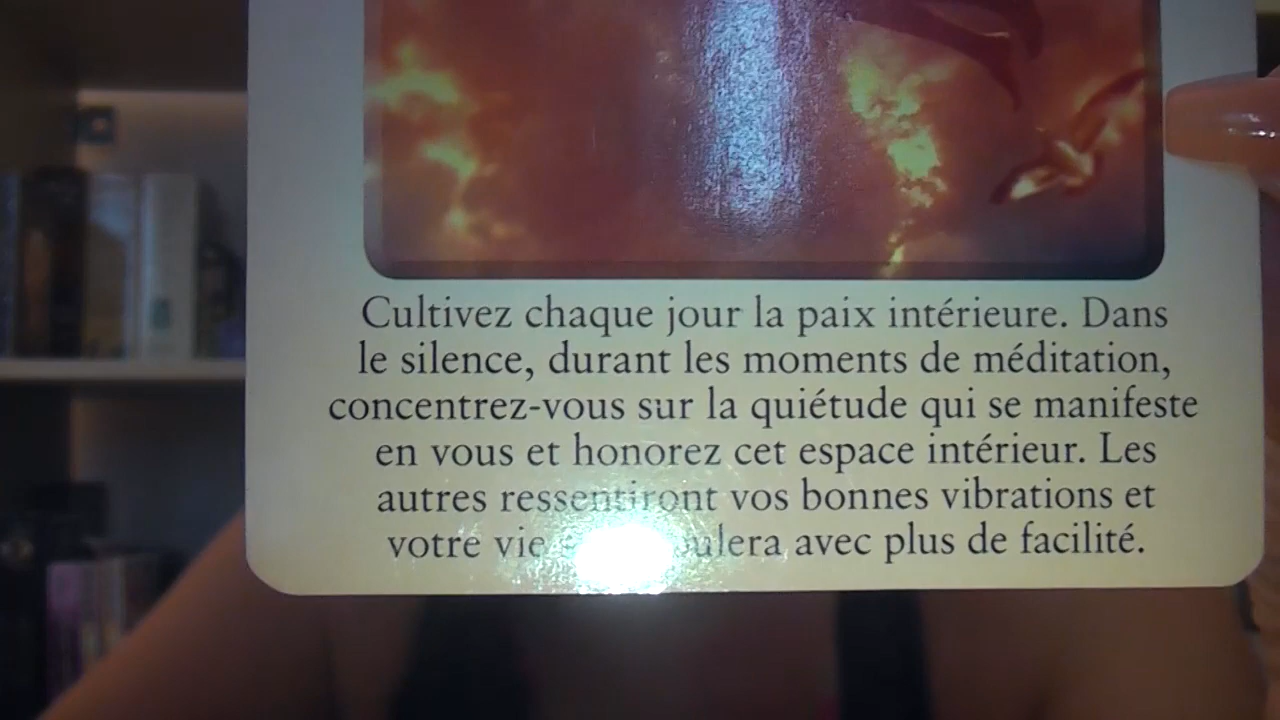 Cultivez chaque jour la paix intérieure. Dans
le silence, durant les moments de méditation,
concentrez-vous sur la quiétude qui se manifeste
en vous et honorez cet espace intérieur. Les
autres ressentiront vos bonnes vibrations et
votre vie avec plus de facilité.